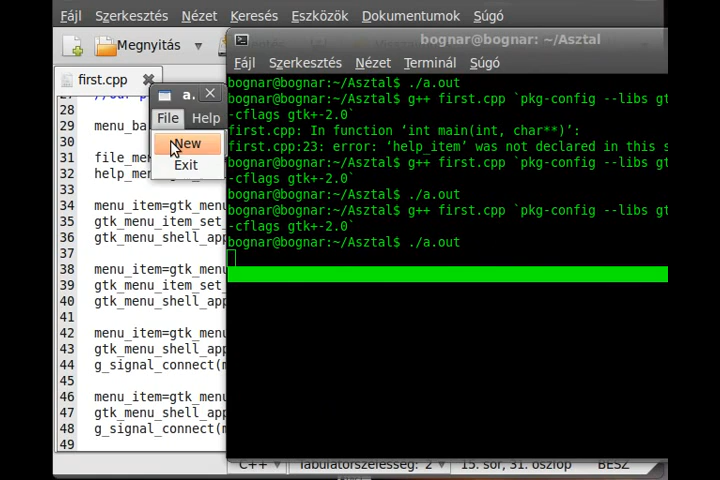 Fájl Szerkesztés Nézet Keresés Eszközök Dokumentumok Súgó
Megnyitás
bognar@bognar: ~/Asztal
Fájl Szerkesztés Nézet Terminál Súgó
first.cpp
a.
File Help
New
Exit
bognar@bognar:~/Asztal$ ./a.out
bognar@bognar:~/Asztal$ g++ first.cpp `pkg-config --libs gt
-cflags gtk+-2.0`
first.cpp: In function ‘int main(int, char**)’:
first.cpp:23: error: ‘help_item’ was not declared in this s
bognar@bognar:~/Asztal$ g++ first.cpp `pkg-config --libs gt
-cflags gtk+-2.0`
bognar@bognar:~/Asztal$ ./a.out
bognar@bognar:~/Asztal$ g++ first.cpp `pkg-config --libs gt
-cflags gtk+-2.0`
bognar@bognar:~/Asztal$ ./a.out
28
29 menu_ba
30
31 file_me
32 help_me
33
34 menu_item=gtk_menu
35 gtk_menu_item_set_
36 gtk_menu_shell_app
37
38 menu_item=gtk_menu
39 gtk_menu_item_set_
40 gtk_menu_shell_app
41
42 menu_item=gtk_menu
43 gtk_menu_shell_app
44 g_signal_connect(m
45
46 menu_item=gtk_menu
47 gtk_menu_shell_app
48 g_signal_connect(m
49
C++ Tabulátorszélesség: 2 15. sor, 31. oszlop BESZ